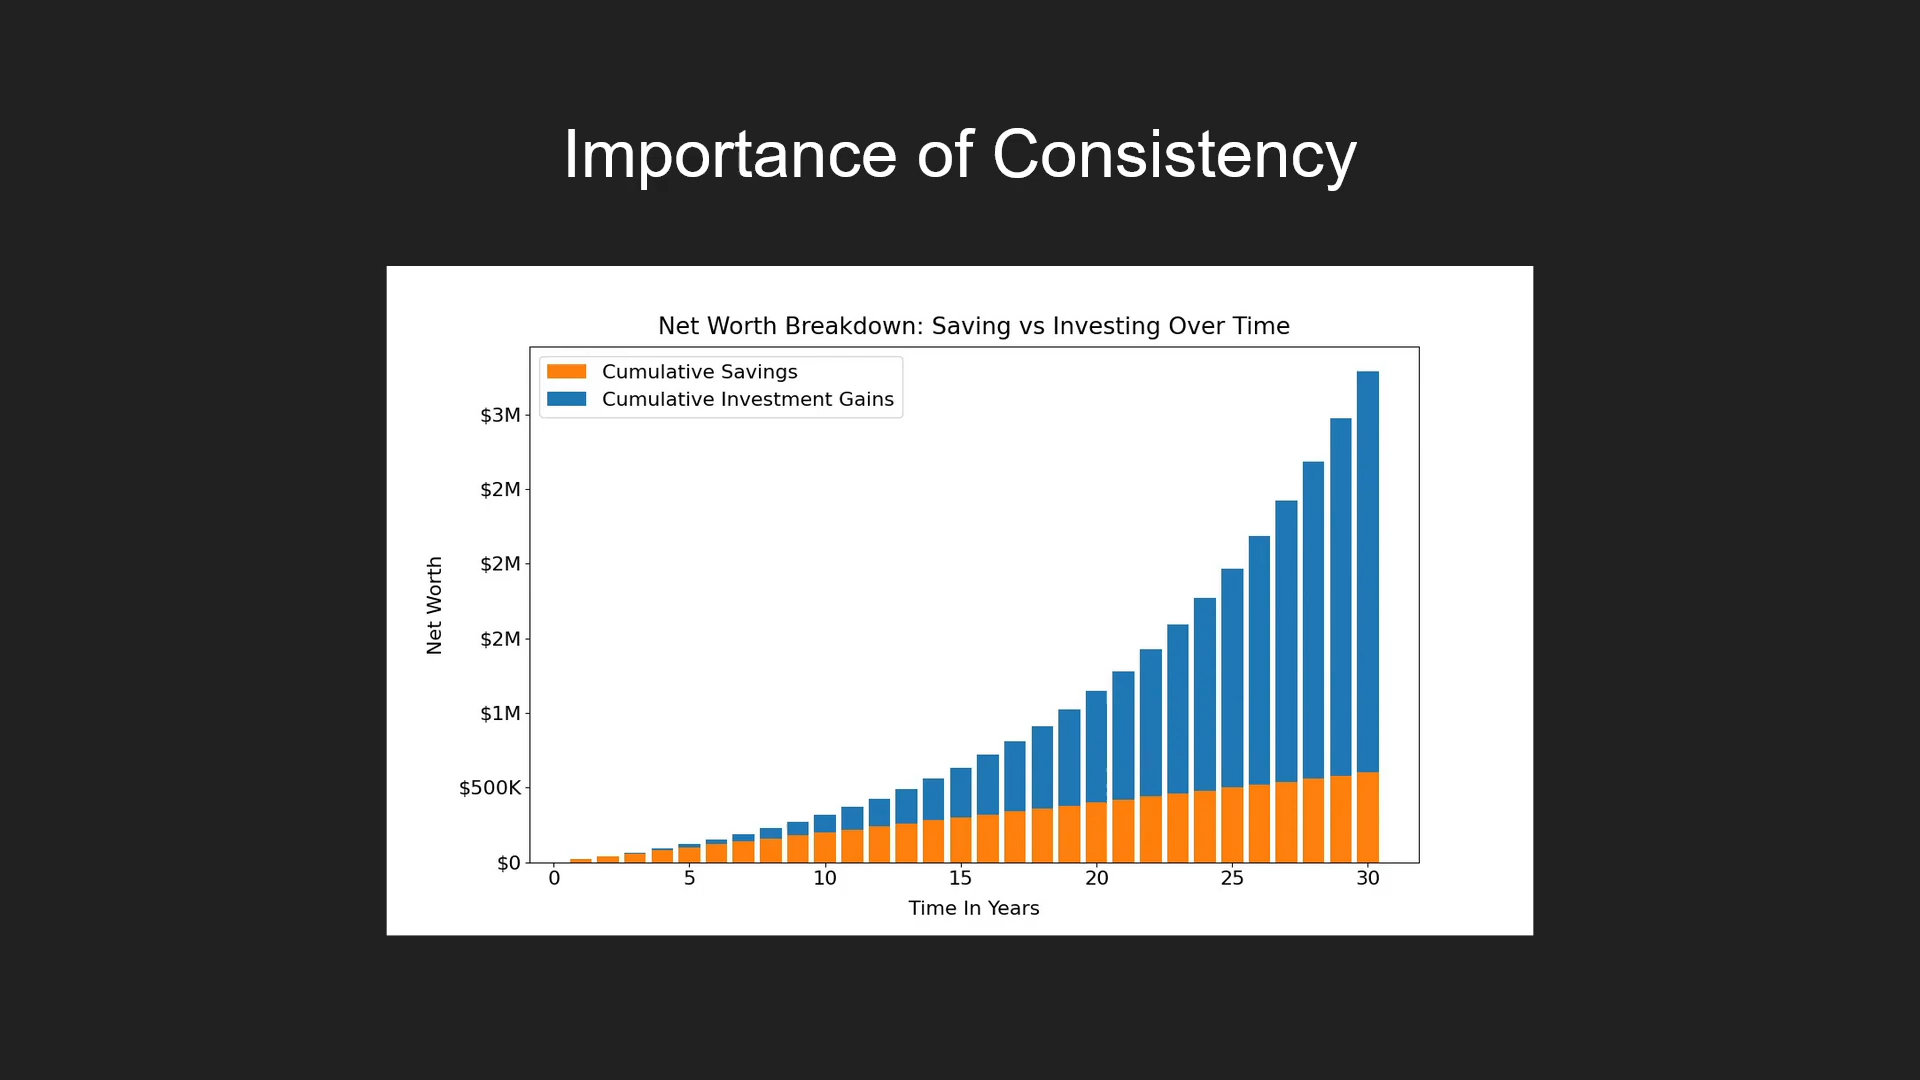 Importance of Consistency
Net Worth Breakdown: Saving vs Investing Over Time
Cumulative Savings
Cumulative Investment Gains
$3M
$2M
$2M
$2M
$1M
$500K
$0
Net Worth
0 5 10 15 20 25 30
Time In Years